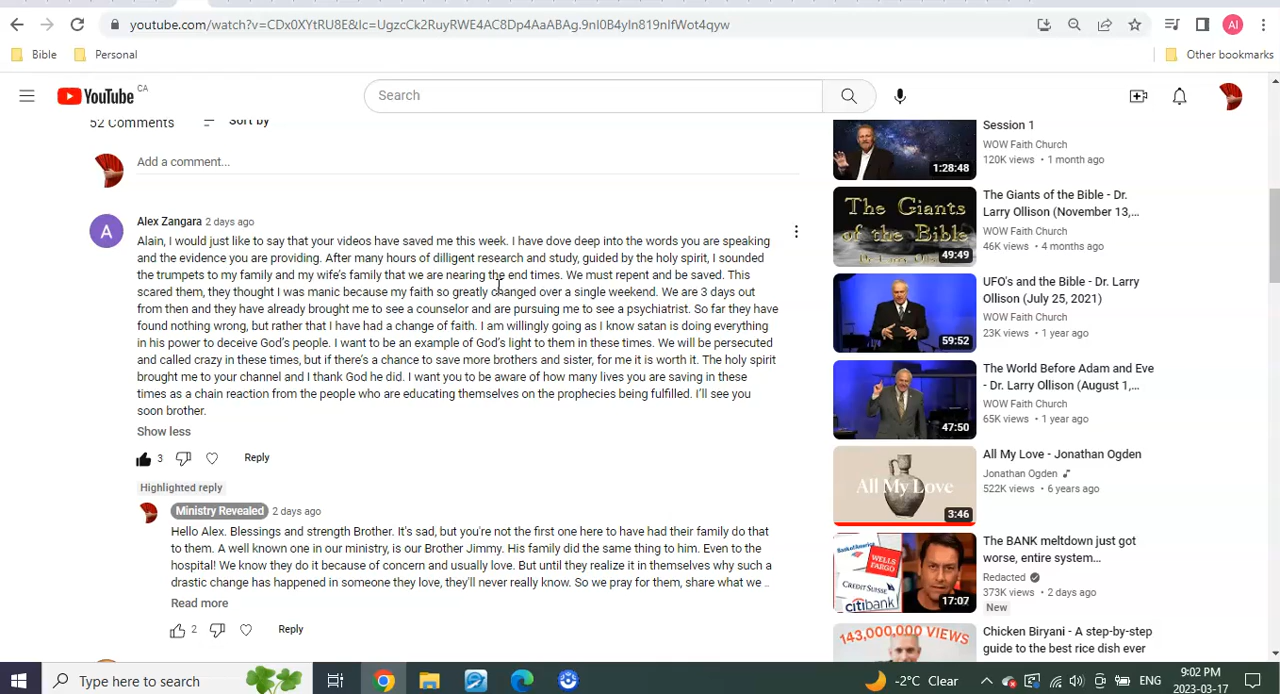 youtube.com/watch?v=CDx0XYtRU8E&lc=UgzcCk2RuyRWE4AC8Dp4AaABAg.9nI0B4yIn819nIfWot4qyw
AI
Bible
Personal
Other bookmarks
YouTube CA
Search
52 Comments
Sort by
Add a comment...
A
Alex Zangara 2 days ago
Alain, I would just like to say that your videos have saved me this week. I have dove deep into the words you are speaking
and the evidence you are providing. After many hours of dilligent research and study, guided by the holy spirit, I sounded
the trumpets to my family and my wife's family that we are nearing the end times. We must repent and be saved. This
scared them, they thought I was manic because my faith so greatly changed over a single weekend. We are 3 days out
from then and they have already brought me to see a counselor and are pursuing me to see a psychiatrist. So far they have
found nothing wrong, but rather that I have had a change of faith. I am willingly going as I know satan is doing everything
in his power to deceive God's people. I want to be an example of God's light to them in these times. We will be persecuted
and called crazy in these times, but if there's a chance to save more brothers and sister, for me it is worth it. The holy spirit
brought me to your channel and I thank God he did. I want you to be aware of how many lives you are saving in these
times as a chain reaction from the people who are educating themselves on the prophecies being fulfilled. I'll see you
soon brother.
Show less
3
Reply
Highlighted reply
Ministry Revealed 2 days ago
Hello Alex. Blessings and strength Brother. It's sad, but you're not the first one here to have had their family do that
to them. A well known one in our ministry, is our Brother Jimmy. His family did the same thing to him. Even to the
hospital! We know they do it because of concern and usually love. But until they realize it in themselves why such a
drastic change has happened in someone they love, they'll never really know. So we pray for them, share what we ..
Read more
2
Reply
Session 1
WOW Faith Church
120K views • 1 month ago
1:28:48
The Giants
of the Bible
Dr.
49:49
The Giants of the Bible - Dr.
Larry Ollison (November 13,...
WOW Faith Church
46K views • 4 months ago
59:52
UFO's and the Bible - Dr. Larry
Ollison (July 25, 2021)
WOW Faith Church
23K views • 1 year ago
47:50
The World Before Adam and Eve
- Dr. Larry Ollison (August 1,...
WOW Faith Church
65K views • 1 year ago
All My Love
3:46
All My Love - Jonathan Ogden
Jonathan Ogden
522K views • 6 years ago
BankofAmerica
WELLS
FARGO
CREDIT SUISSE
citibank
17:07
The BANK meltdown just got
worse, entire system...
Redacted
373K views • 2 days ago
New
143,000,000 VIEWS
Chicken Biryani - A step-by-step
guide to the best rice dish ever
Type here to search
-2°C Clear
9:02 PM
2023-03-17